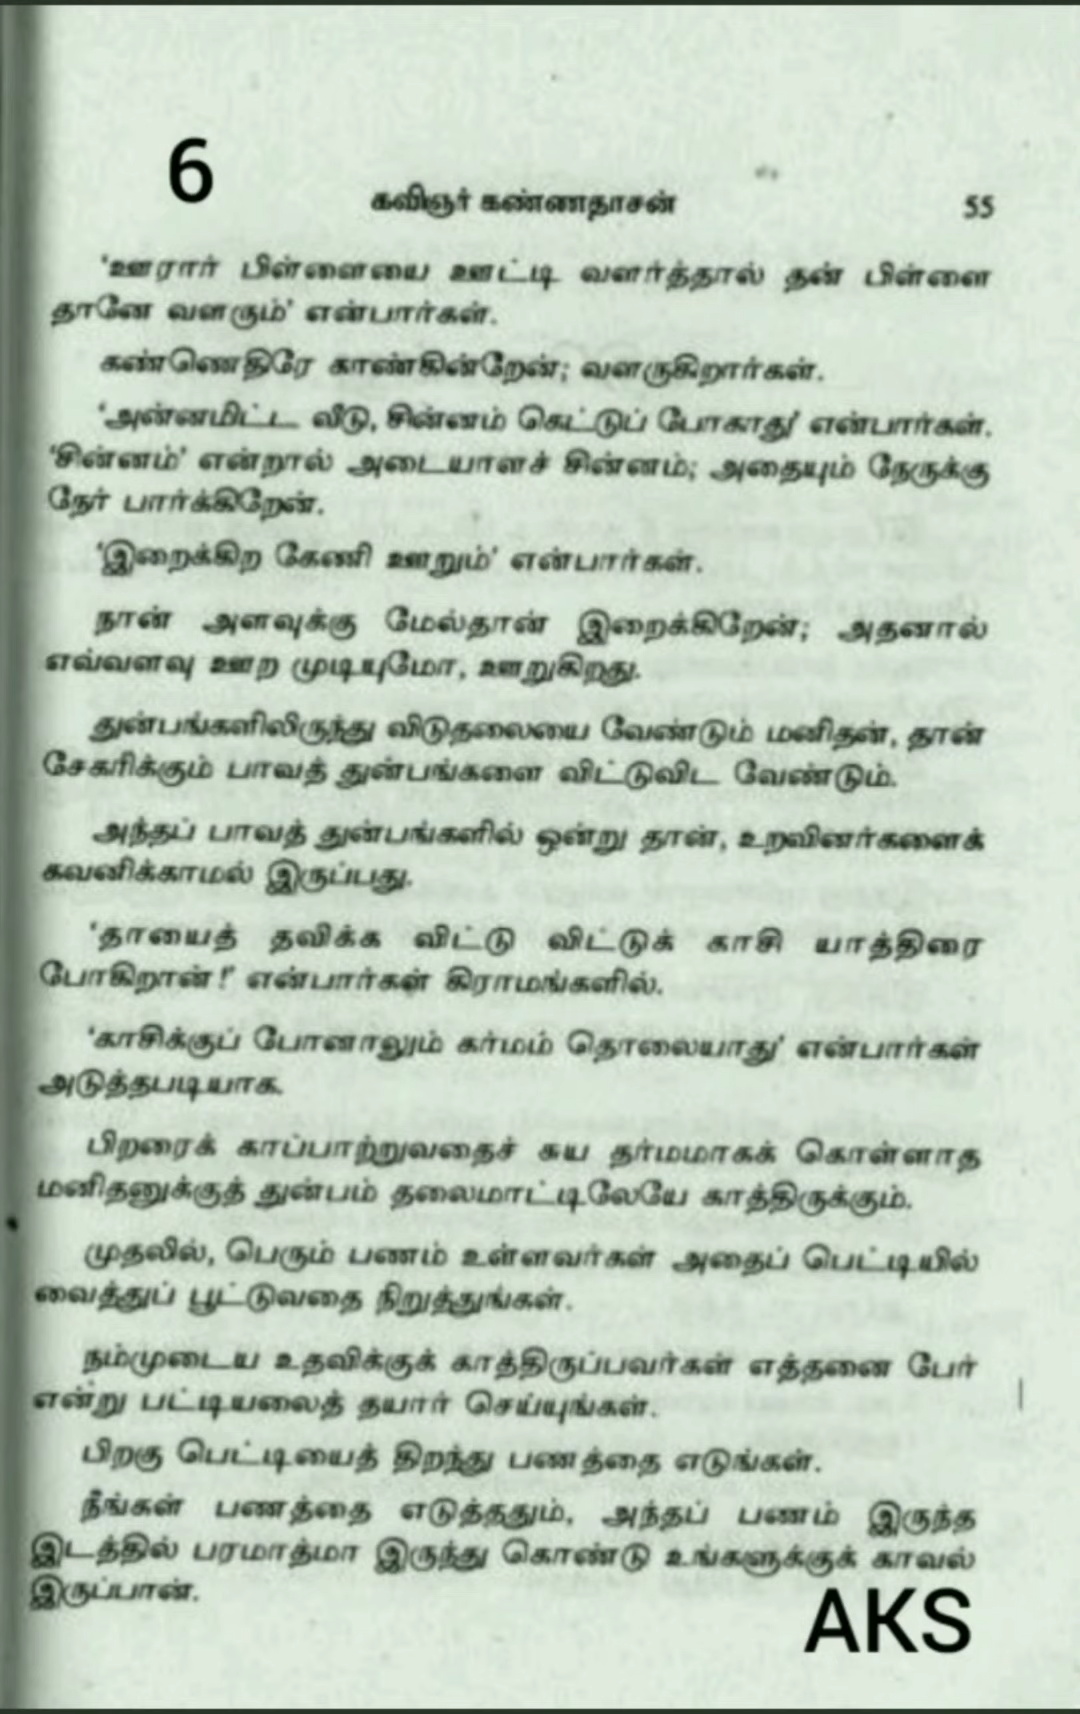 6
கவிஞர் கண்ணதாசன் 55
‘ஊரார் பிள்ளையை ஊட்டி வளர்த்தால் தன் பிள்ளை
தானே வளரும்’ என்பார்கள்.
கண்ணெதிரே காண்கின்றேன்; வளருகிறார்கள்.
‘அன்னமிட்ட வீடு, சின்னம் கெட்டுப் போகாது’ என்பார்கள்.
‘சின்னம்’ என்றால் அடையாளச் சின்னம்; அதையும் நேருக்கு
நேர் பார்க்கிறேன்.
‘இறைக்கிற கேணி ஊறும்’ என்பார்கள்.
நான் அளவுக்கு மேல்தான் இறைக்கிறேன்; அதனால்
எவ்வளவு ஊற முடியுமோ, ஊறுகிறது.
துன்பங்களிலிருந்து விடுதலையை வேண்டும் மனிதன், தான்
சேகரிக்கும் பாவத் துன்பங்களை விட்டுவிட வேண்டும்.
அந்தப் பாவத் துன்பங்களில் ஒன்று தான், உறவினர்களைக்
கவனிக்காமல் இருப்பது.
‘தாயைத் தவிக்க விட்டு விட்டுக் காசி யாத்திரை
போகிறான்!’ என்பார்கள் கிராமங்களில்.
‘காசிக்குப் போனாலும் கர்மம் தொலையாது’ என்பார்கள்
அடுத்தபடியாக.
பிறரைக் காப்பாற்றுவதைச் சுய தர்மமாகக் கொள்ளாத
மனிதனுக்குத் துன்பம் தலைமாட்டிலேயே காத்திருக்கும்.
முதலில், பெரும் பணம் உள்ளவர்கள் அதைப் பெட்டியில்
வைத்துப் பூட்டுவதை நிறுத்துங்கள்.
நம்முடைய உதவிக்குக் காத்திருப்பவர்கள் எத்தனை பேர்
என்று பட்டியலைத் தயார் செய்யுங்கள்.
பிறகு பெட்டியைத் திறந்து பணத்தை எடுங்கள்.
நீங்கள் பணத்தை எடுத்ததும், அந்தப் பணம் இருந்த
இடத்தில் பரமாத்மா இருந்து கொண்டு உங்களுக்குக் காவல்
இருப்பான்.
AKS